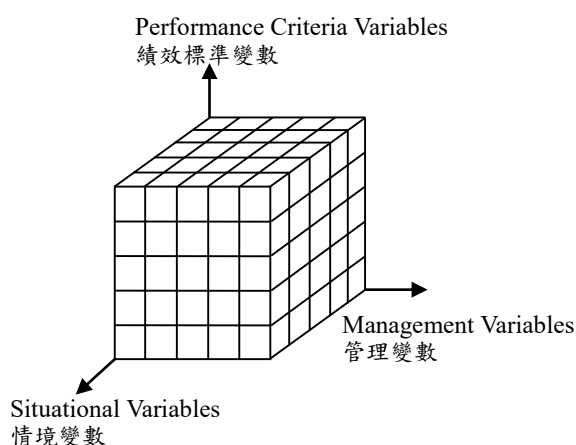 Performance Criteria Variables
績效標準變數
Management Variables
管理變數
Situational Variables
情境變數